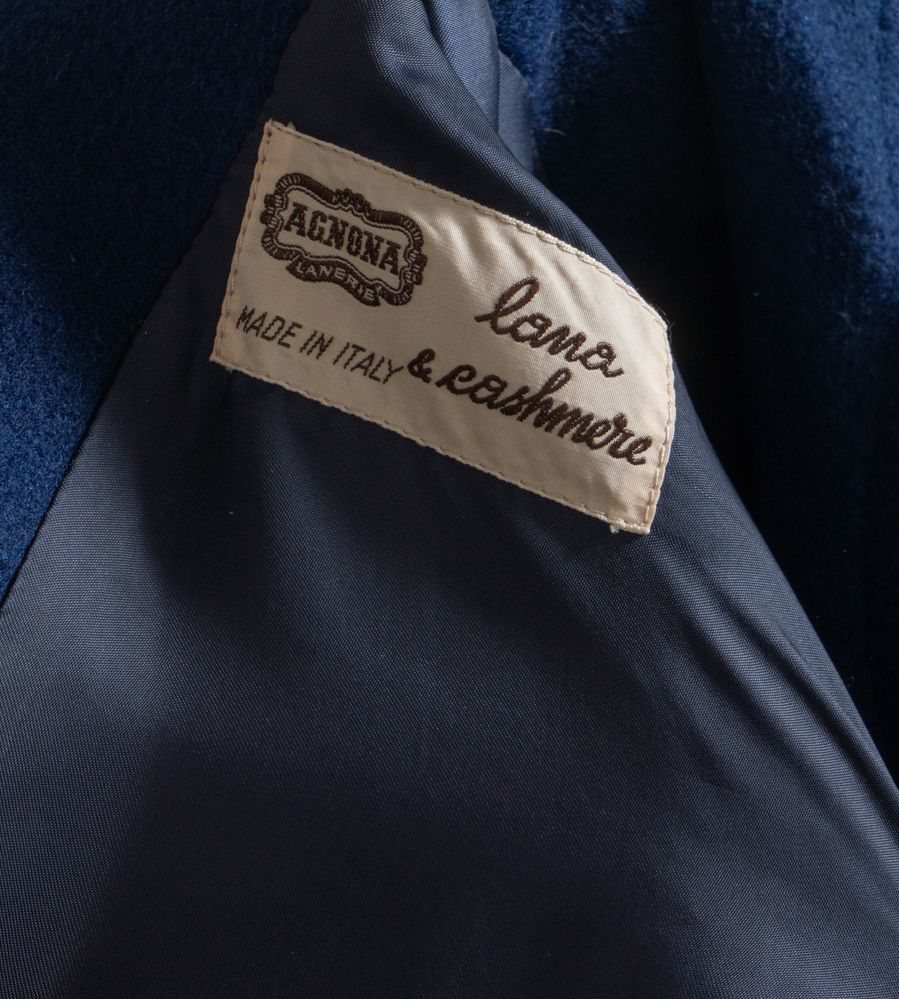 AGNONA
LANERIE
MADE IN ITALY
lana
& cashmere